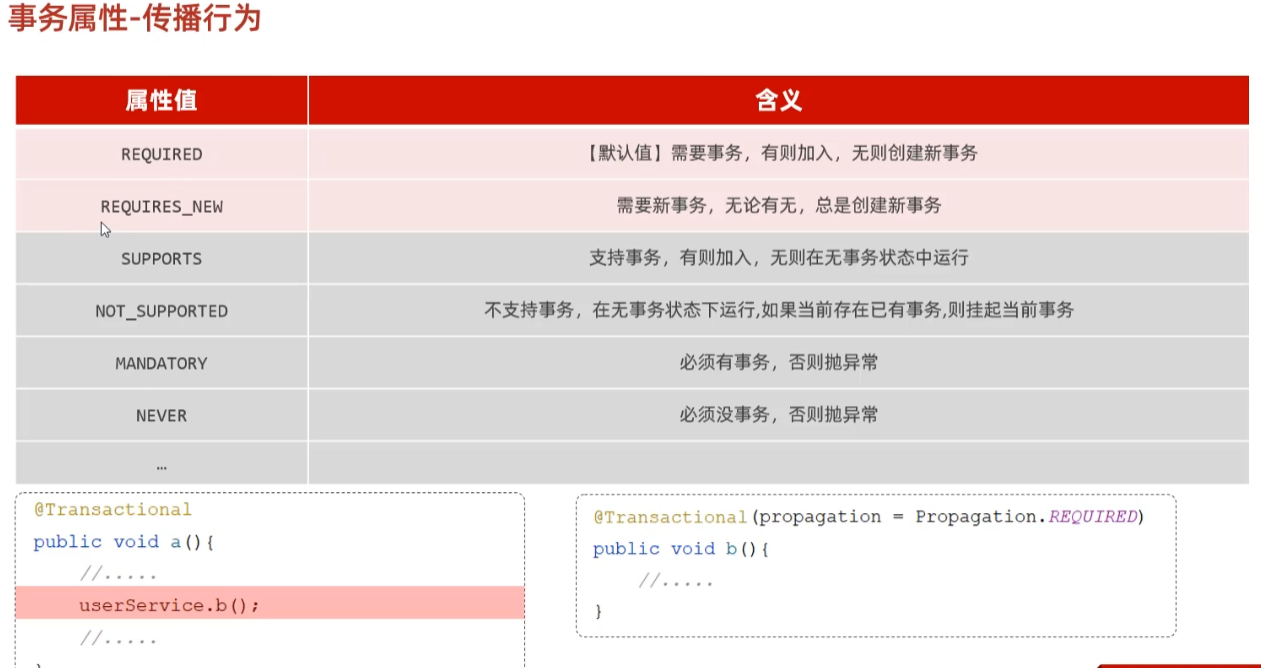 事务属性-传播行为
属性值 含义
REQUIRED 【默认值】需要事务，有则加入，无则创建新事务
REQUIRES_NEW 需要新事务，无论有无，总是创建新事务
SUPPORTS 支持事务，有则加入，无则在无事务状态中运行
NOT_SUPPORTED 不支持事务，在无事务状态下运行,如果当前存在已有事务,则挂起当前事务
MANDATORY 必须有事务，否则抛异常
NEVER 必须没事务，否则抛异常
…
@Transactional
public void a(){
//.....
userService.b();
//.....
@Transactional(propagation = Propagation.REQUIRED)
public void b(){
//.....
}